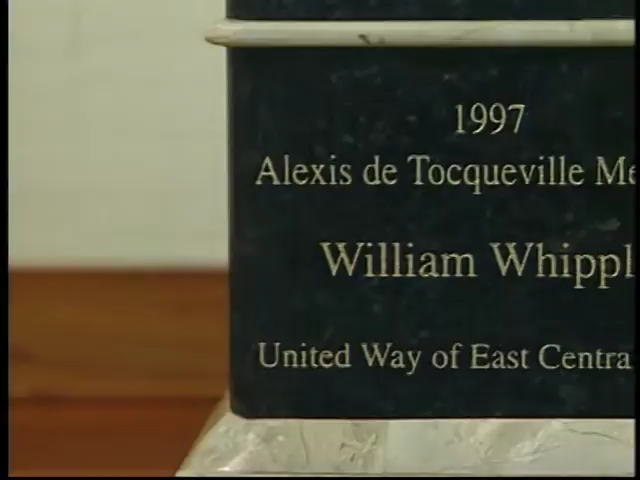 1997
Alexis de Tocqueville Me
William Whippl
United Way of East Centra